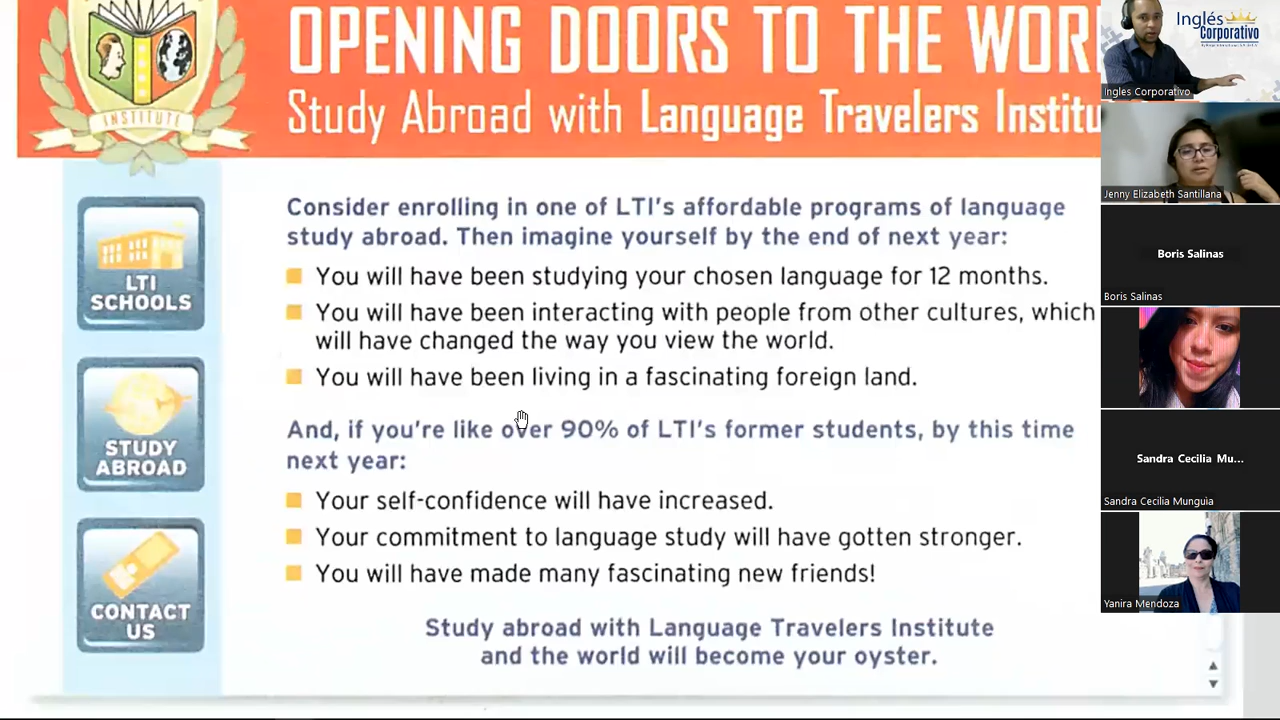 OPENING DOORS TO THE WOR
Study Abroad with Language Travelers Institu
INSTITUTE
LTI
SCHOOLS
STUDY
ABROAD
CONTACT
US
Consider enrolling in one of LTI's affordable programs of language
study abroad. Then imagine yourself by the end of next year:
You will have been studying your chosen language for 12 months.
You will have been interacting with people from other cultures, which
will have changed the way you view the world.
You will have been living in a fascinating foreign land.
And, if you're like over 90% of LTI's former students, by this time
next year:
Your self-confidence will have increased.
Your commitment to language study will have gotten stronger.
You will have made many fascinating new friends!
Study abroad with Language Travelers Institute
and the world will become your oyster.
Inglés
Corporativo
Ingles Corporativo
Jenny Elizabeth Santillana
Boris Salinas
Boris Salinas
Sandra Cecilia Mu...
Sandra Cecilia Munguia
Yanira Mendoza